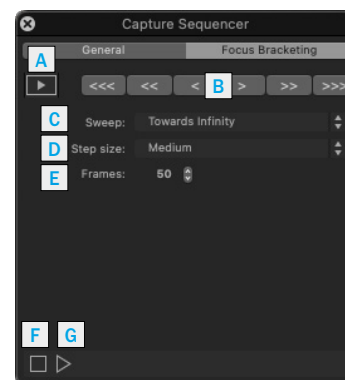 Capture Sequencer
General Focus Bracketing
A
<<< << < B > >> >>>
C Sweep: Towards Infinity
D Step size: Medium
E Frames: 50
F G